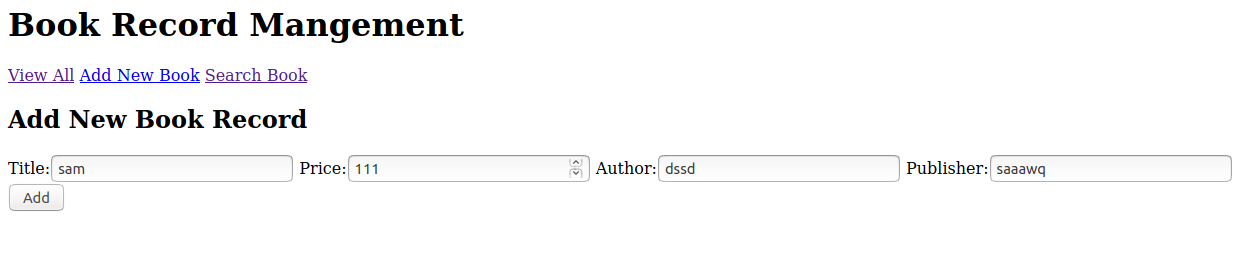 Book Record Mangement
View All Add New Book Search Book
Add New Book Record
Title: sam Price: 111 Author: dssd Publisher: saaawq
Add